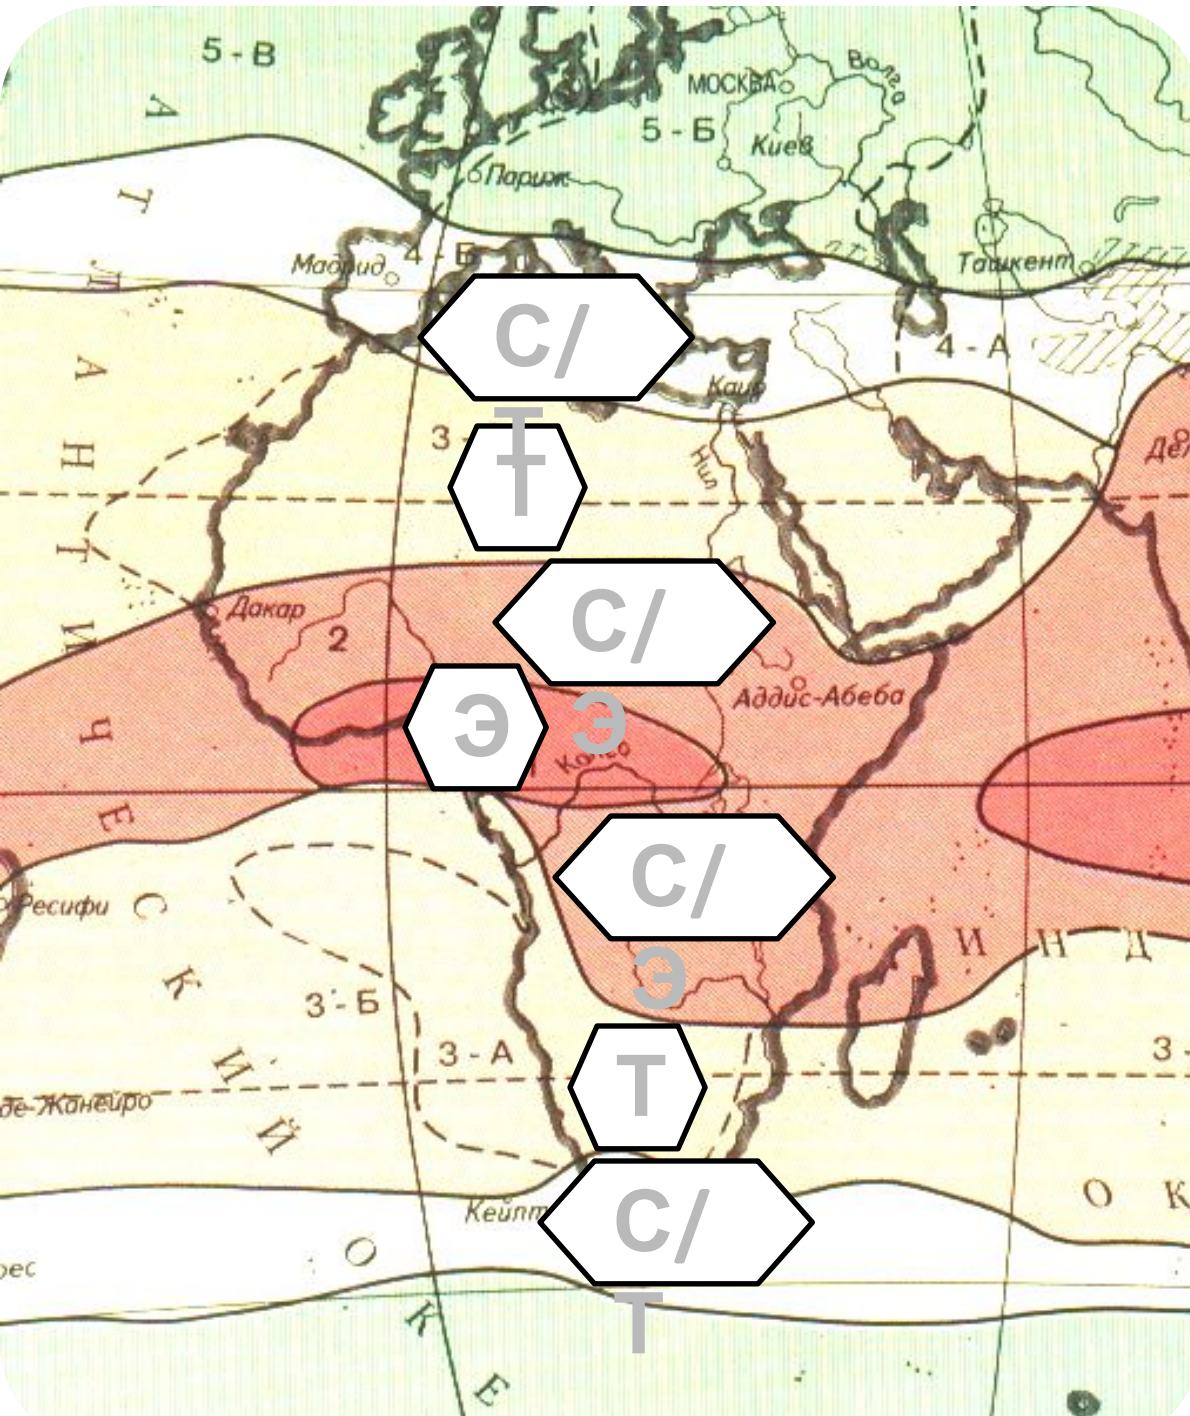 5 - В
МОСКВА
Волга
5 - Б
Киев
А
Париж
Т
Мадрид
4 - Б
Ташкент
Л
С/
Т
4 - А
Каир
А
3 -
Н
Т
Нил
Т
С/
Э
Дакар
2
И
Аддис-Абеба
Э
Ч
Конго
Е
С/
Э
Ресифи
С
И Н Д
К
3 - Б
3 - А
3 -
Т
И
де-Жанейро
Й
О К
Кейпт
С/
Т
О
рес
К
Е